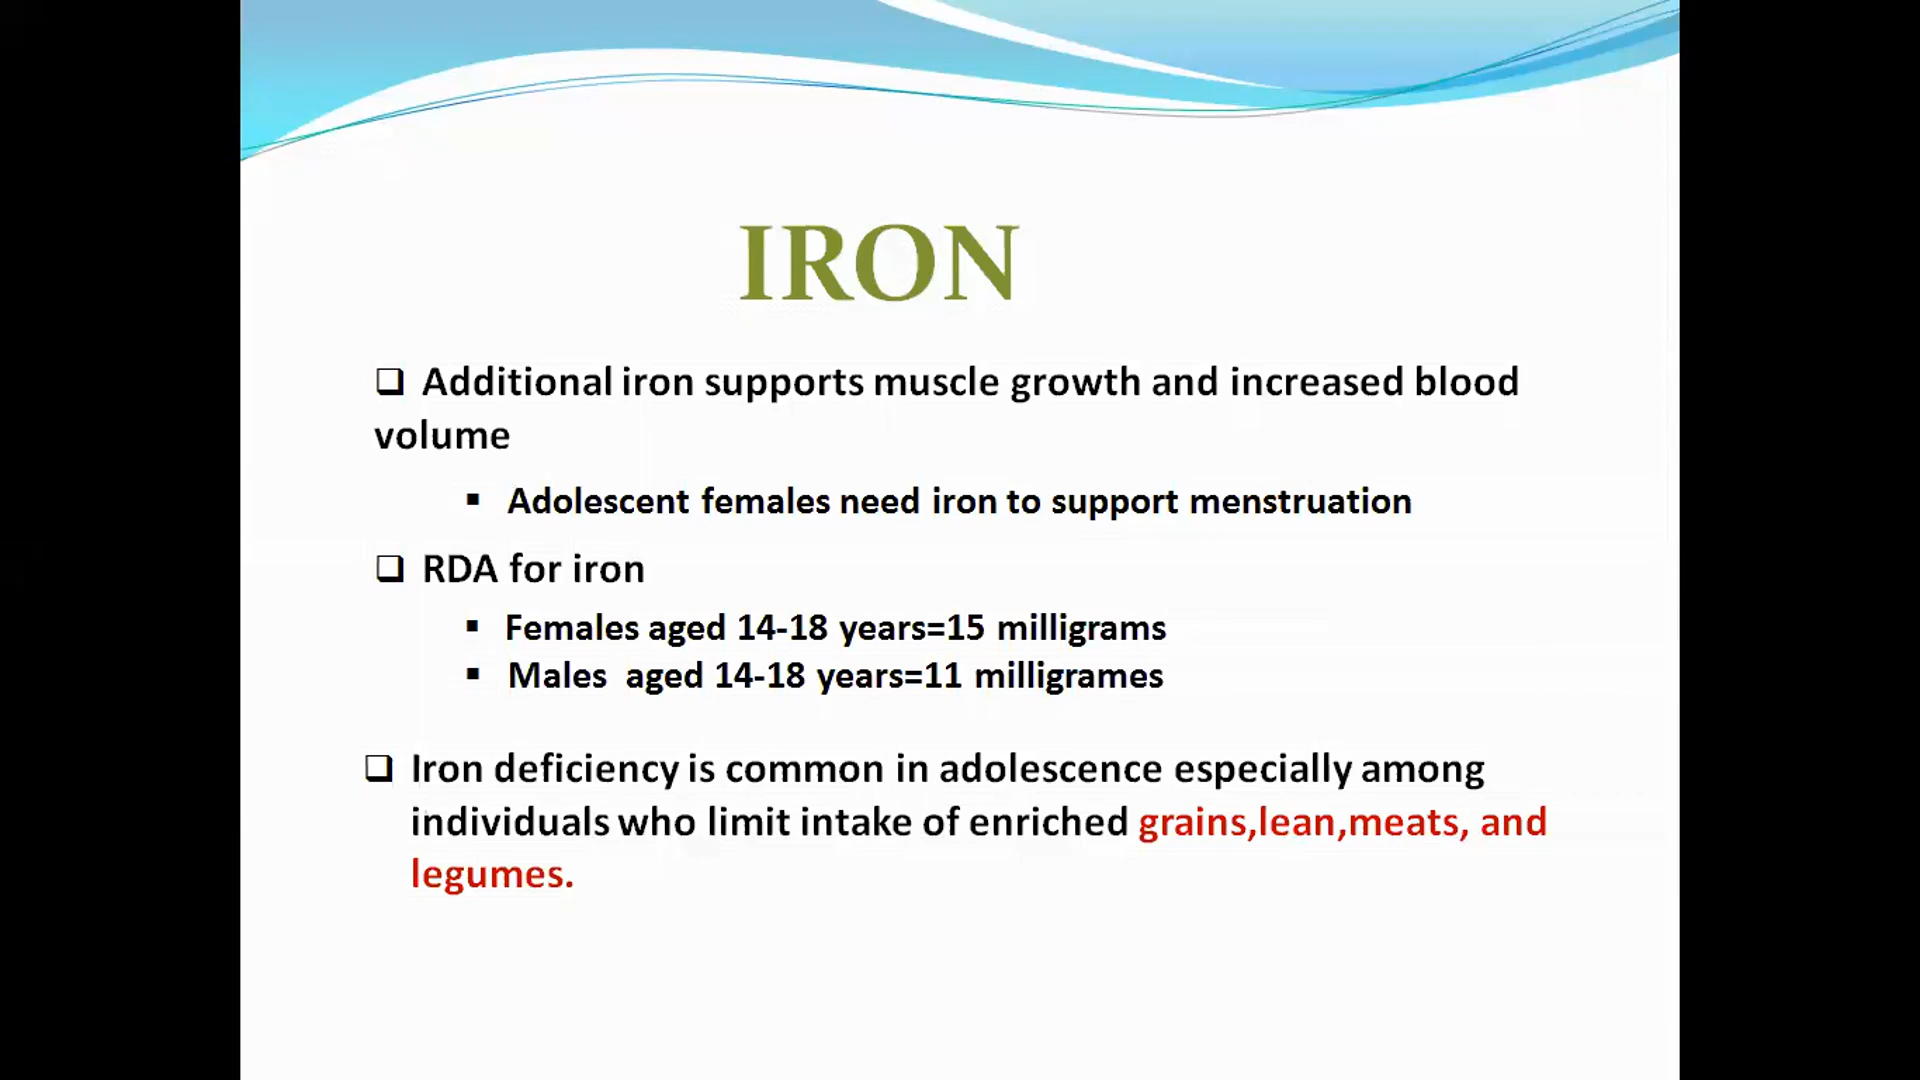 IRON
❑ Additional iron supports muscle growth and increased blood
volume
▪ Adolescent females need iron to support menstruation
❑ RDA for iron
▪ Females aged 14-18 years=15 milligrams
▪ Males aged 14-18 years=11 milligrames
❑ Iron deficiency is common in adolescence especially among
individuals who limit intake of enriched grains,lean,meats, and
legumes.